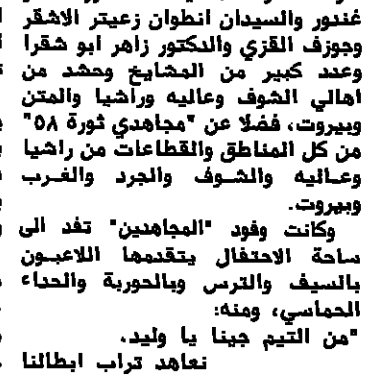 غندور والسيدان انطوان زعيتر الاشقر
وجوزف القزي والدكتور زاهر ابو شقرا
وعدد كبير من المشايخ وحشد من
اهالي الشوف وعاليه وراشيا والمتن
وبيروت، فضلا عن "مجاهدي ثورة ٥٨"
من كل المناطق والقطاعات من راشيا
وعاليه والشوف والجرد والغرب
وبيروت.
وكانت وفود "المجاهدين" تفد الى
ساحة الاحتفال يتقدمها اللاعبون
بالسيف والترس وبالحوربة والحداء
الحماسي، ومنه:
"من التيم جينا يا وليد.
نعاهد تراب ابطالنا